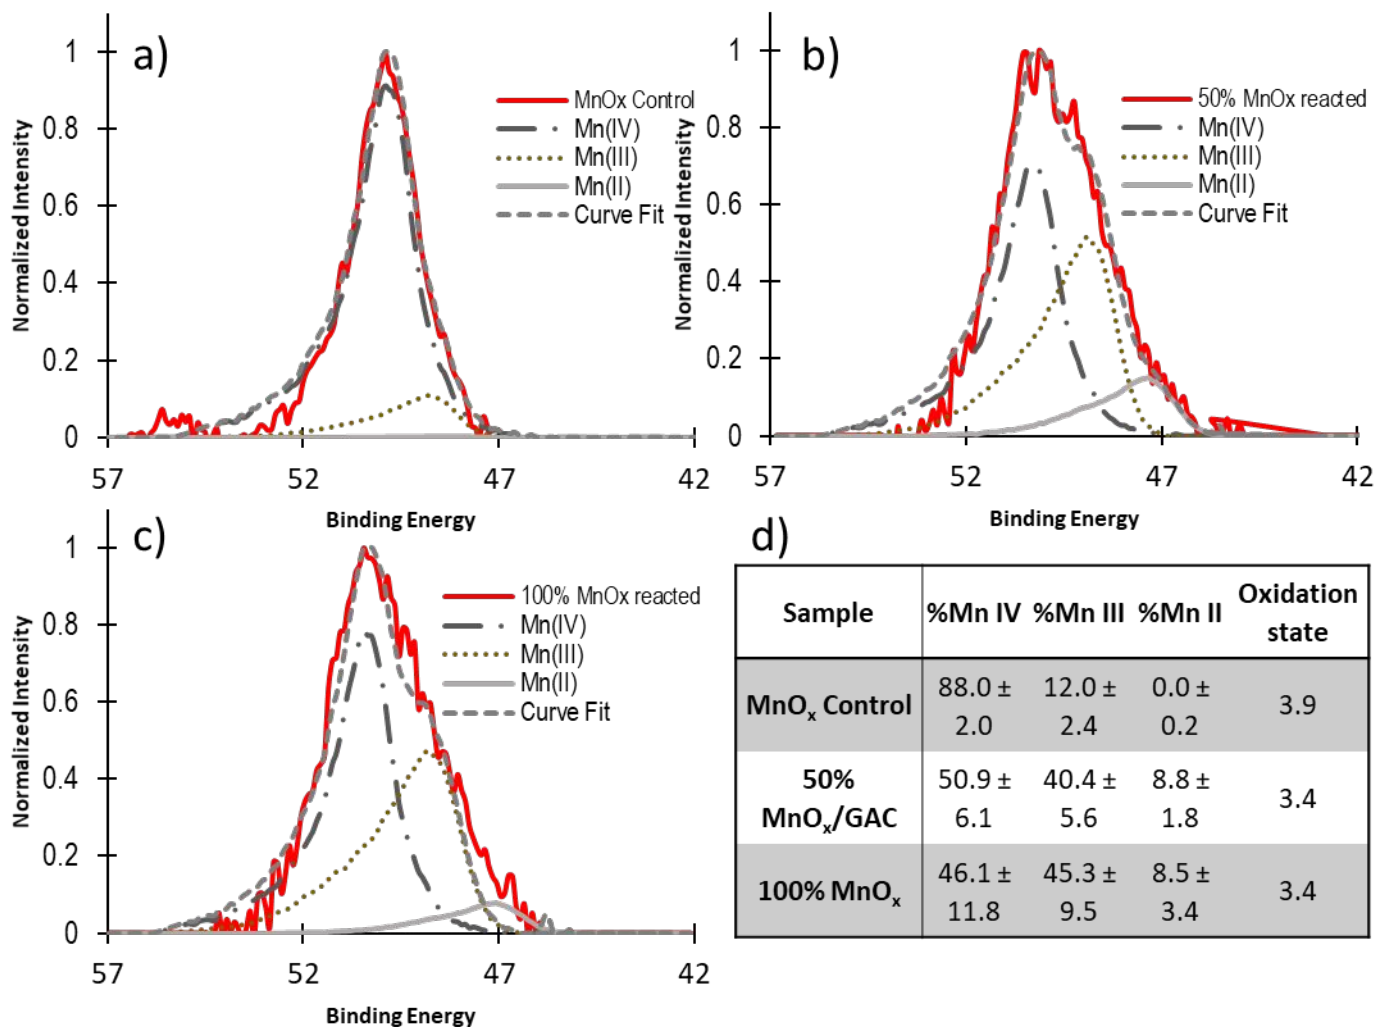 a)
Normalized Intensity
1
0.8
0.6
0.4
0.2
0
57
52
47
42
Binding Energy
MnOx Control
Mn(IV)
Mn(III)
Mn(II)
Curve Fit
b)
Normalized Intensity
1
0.8
0.6
0.4
0.2
0
57
52
47
42
Binding Energy
50% MnOx reacted
Mn(IV)
Mn(III)
Mn(II)
Curve Fit
c)
Normalized Intensity
1
0.8
0.6
0.4
0.2
0
57
52
47
42
Binding Energy
100% MnOx reacted
Mn(IV)
Mn(III)
Mn(II)
Curve Fit
d)
Sample %Mn IV %Mn III %Mn II Oxidation state
MnOₓ Control 88.0 ± 2.0 12.0 ± 2.4 0.0 ± 0.2 3.9
50% MnOₓ/GAC 50.9 ± 6.1 40.4 ± 5.6 8.8 ± 1.8 3.4
100% MnOₓ 46.1 ± 11.8 45.3 ± 9.5 8.5 ± 3.4 3.4